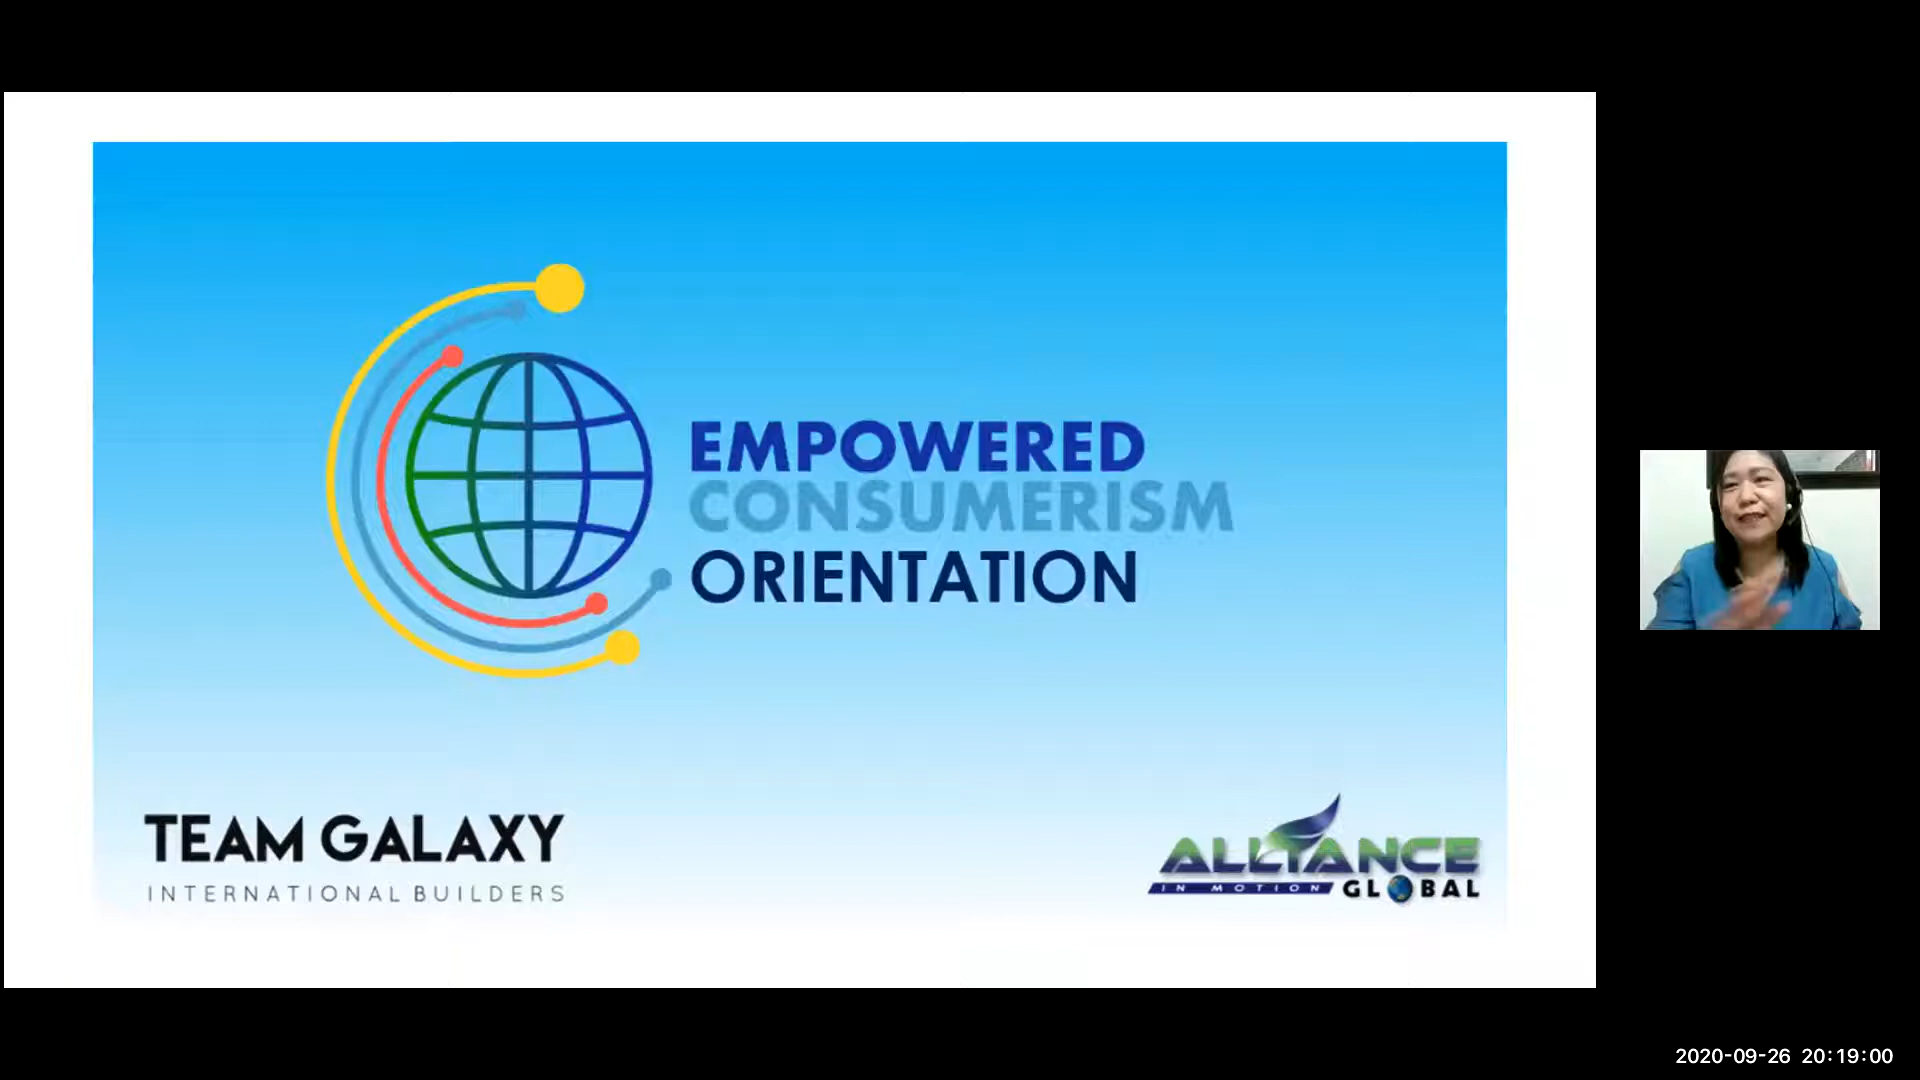 EMPOWERED
CONSUMERISM
ORIENTATION
TEAM GALAXY
INTERNATIONAL BUILDERS
ALLIANCE
IN MOTION GLOBAL
2020-09-26 20:19:00